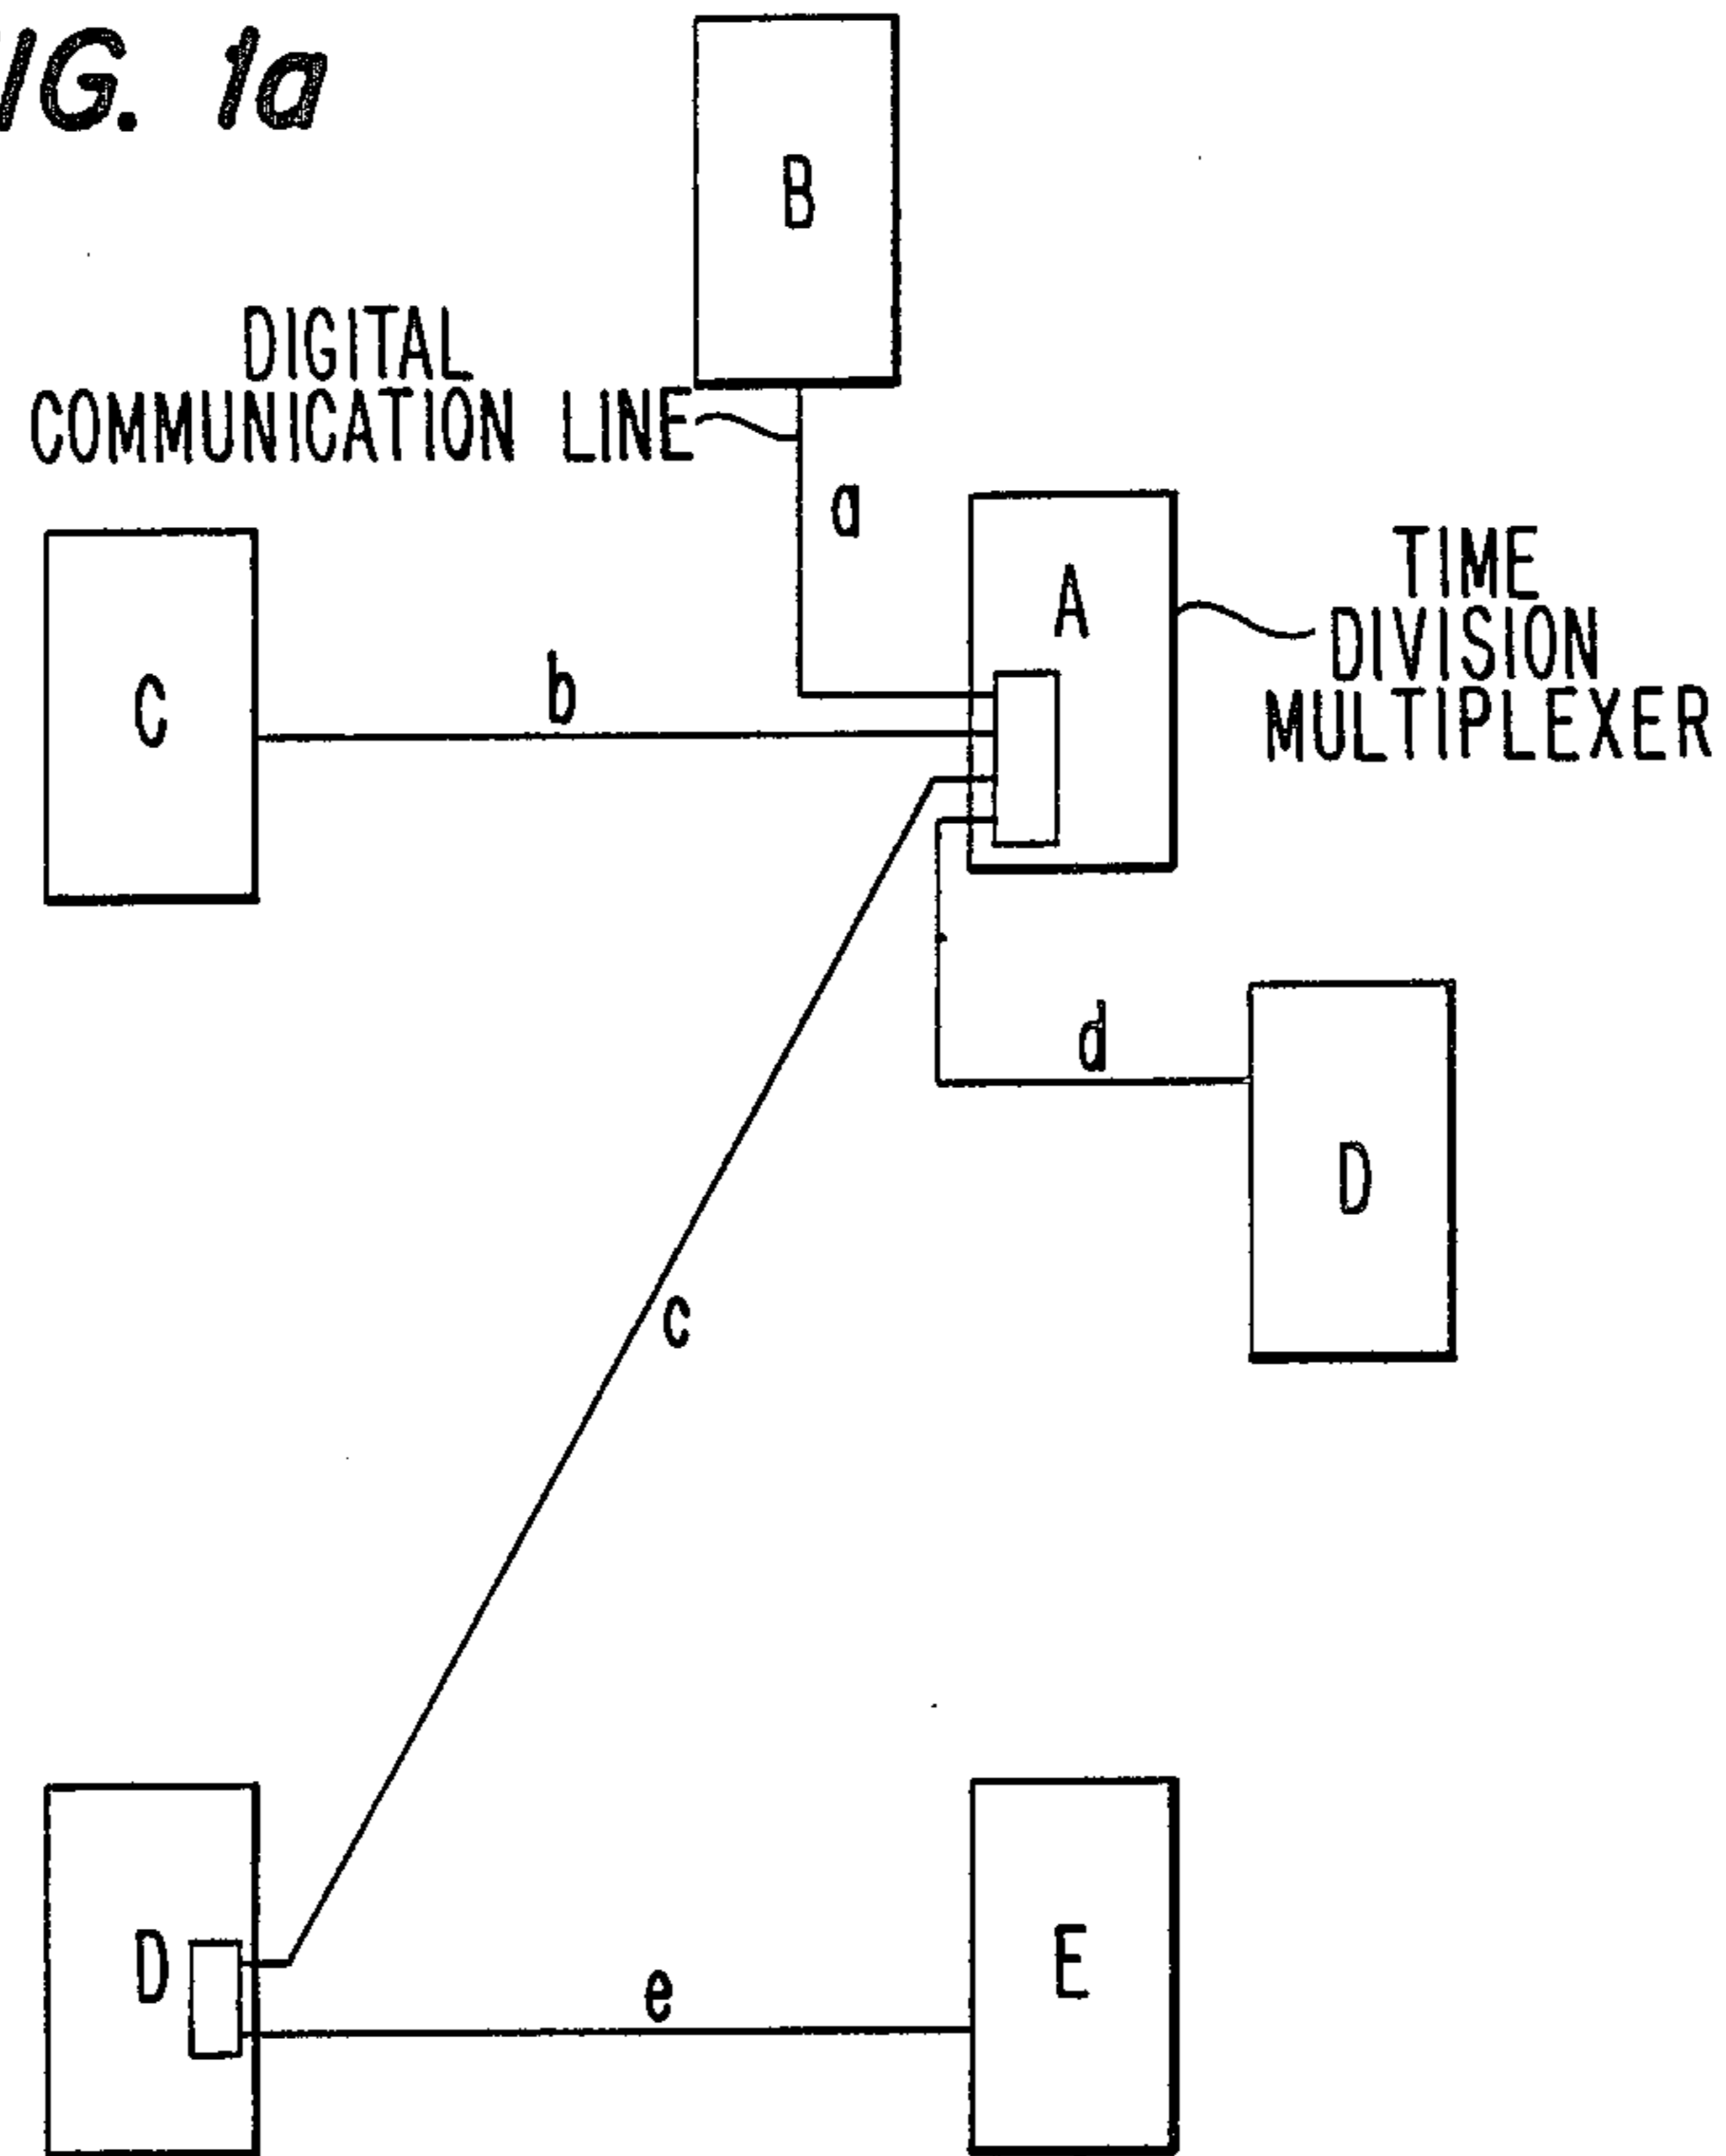 IG. 1a
B
DIGITAL
COMMUNICATION LINE
a
A
TIME
DIVISION
MULTIPLEXER
C
b
d
D
c
D
e
E